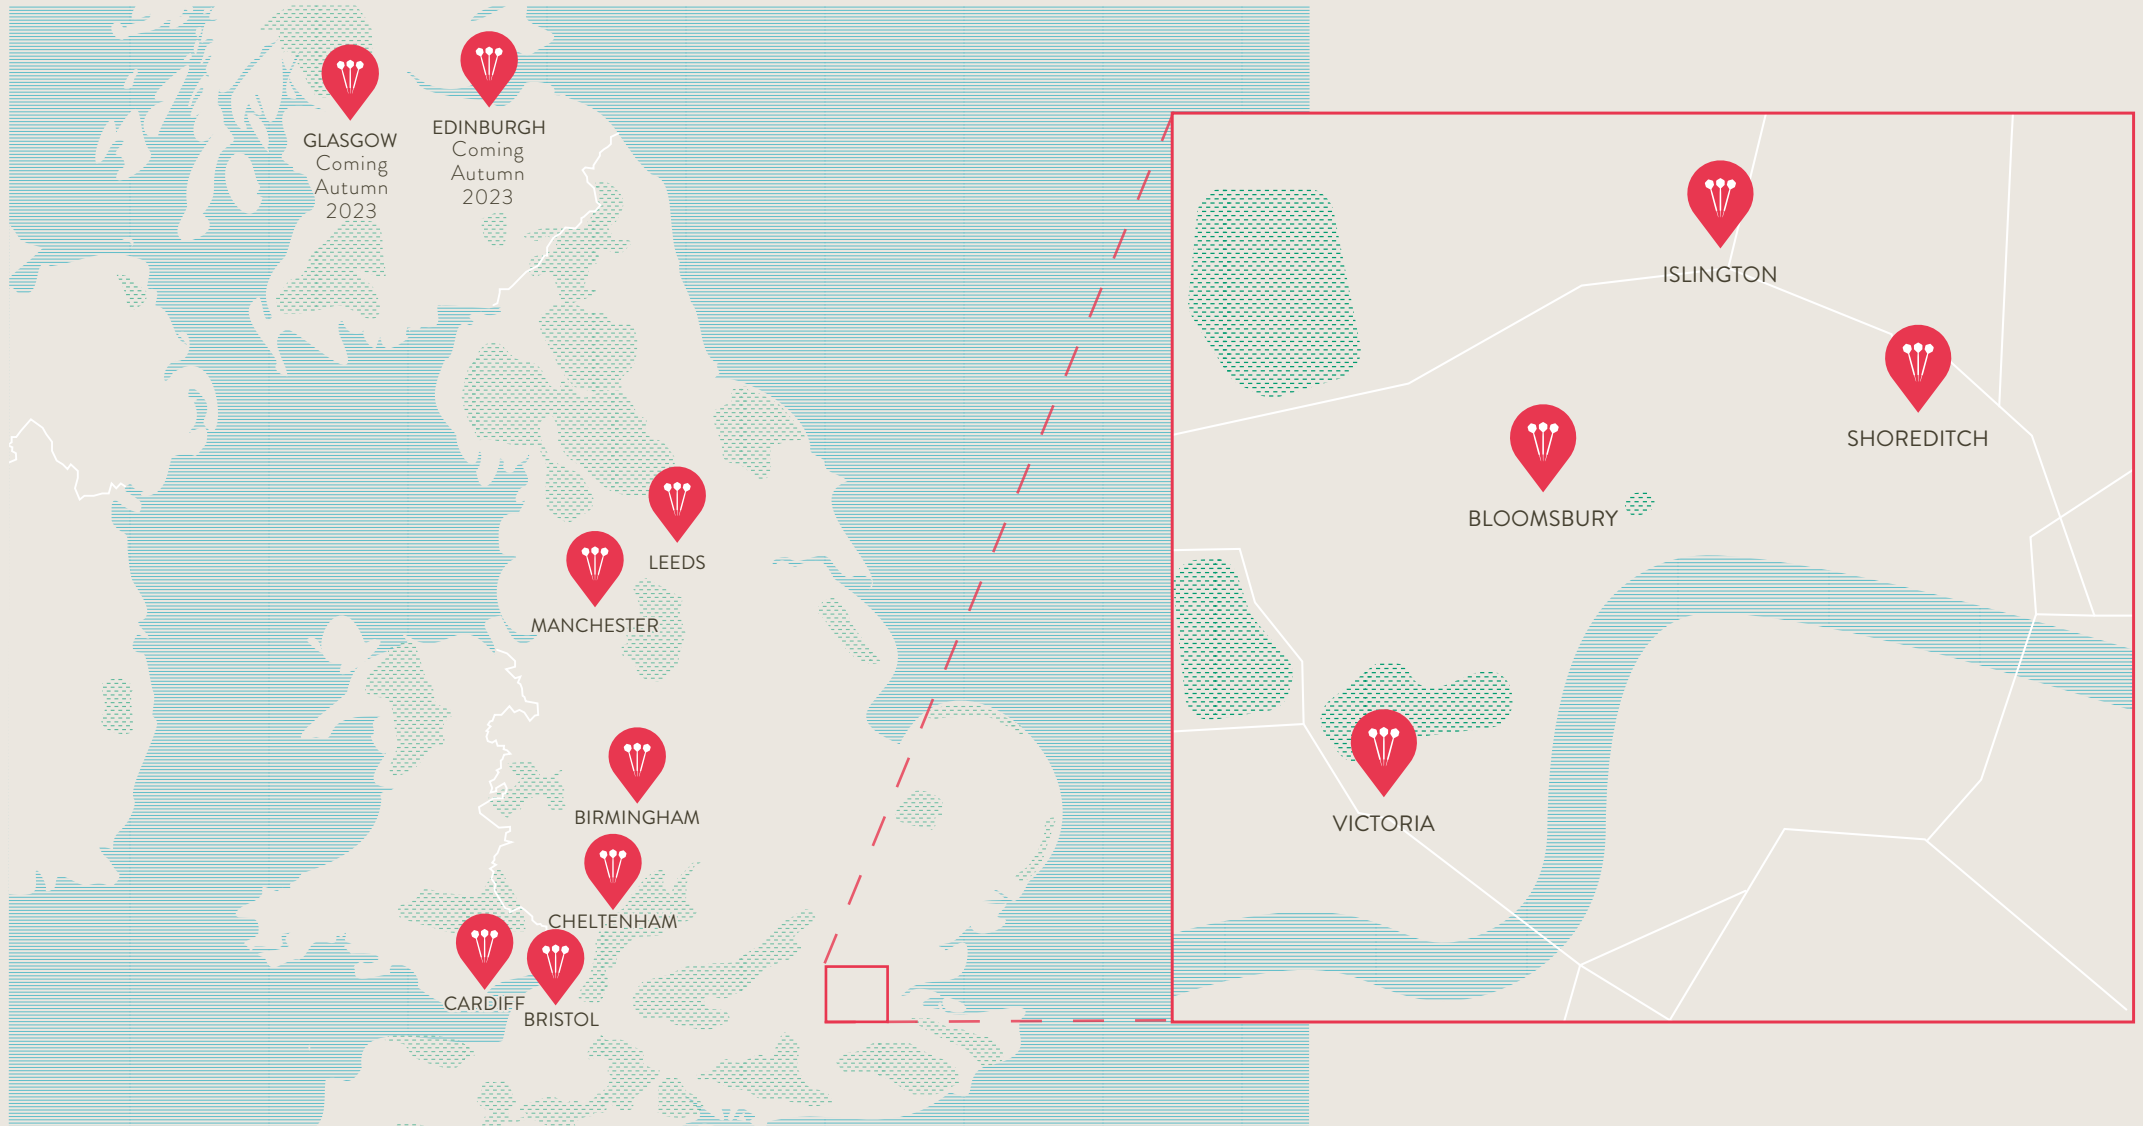 GLASGOW
Coming
Autumn
2023
EDINBURGH
Coming
Autumn
2023
LEEDS
MANCHESTER
BIRMINGHAM
CHELTENHAM
CARDIFF
BRISTOL
ISLINGTON
SHOREDITCH
BLOOMSBURY
VICTORIA